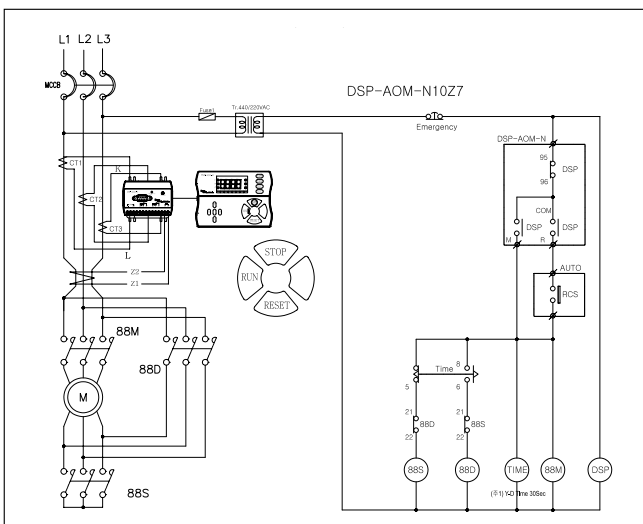 L1 L2 L3
MCCB
DSP-AOM-N10Z7
Fuse1
Tr.440/220VAC
Emergency
DSP-AOM-N
95
DSP
96
COM
DSP
DSP
M
R
AUTO
RCS
CT1
K
CT2
CT3
L
Z2
Z1
STOP
RUN
RESET
88M
88D
M
88S
Time
8
5
6
21
88D
22
21
88S
22
88S
88D
TIME
88M
DSP
(주1) Y-D Time 30Sec